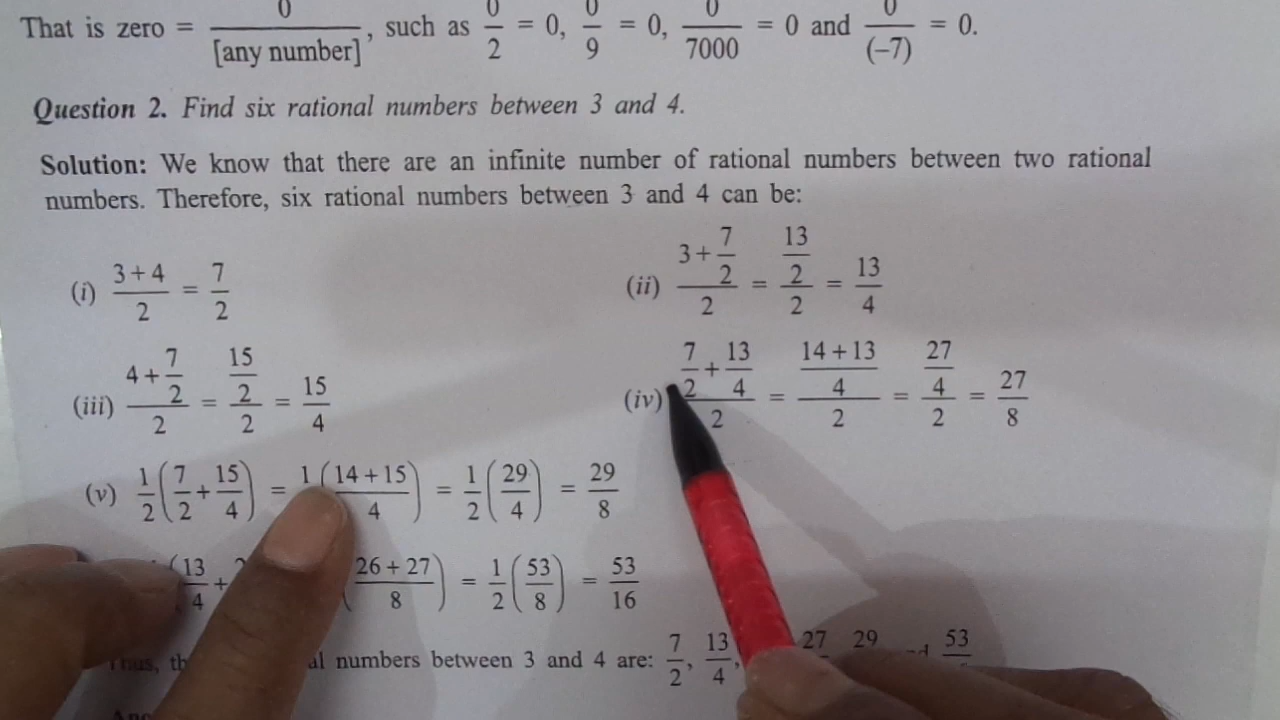 That is zero = 0/[any number], such as 0/2 = 0, 0/9 = 0, 0/7000 = 0 and 0/(–7) = 0.
Question 2. Find six rational numbers between 3 and 4.
Solution: We know that there are an infinite number of rational numbers between two rational
numbers. Therefore, six rational numbers between 3 and 4 can be:
(i) (3+4)/2 = 7/2
(ii) (3+7/2)/2 = (13/2)/2 = 13/4
(iii) (4+7/2)/2 = (15/2)/2 = 15/4
(iv) (7/2+13/4)/2 = ((14+13)/4)/2 = (27/4)/2 = 27/8
(v) 1/2(7/2+15/4) = 1/2((14+15)/4) = 1/2(29/4) = 29/8
(13/4+ ((26+27)/8) = 1/2(53/8) = 53/16
Thus, numbers between 3 and 4 are: 7/2, 13/4, 27 29 53